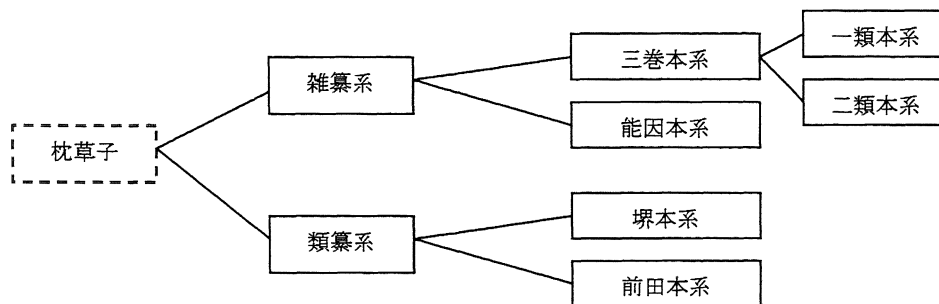 枕草子
雑纂系
類纂系
三巻本系
能因本系
堺本系
前田本系
一類本系
二類本系